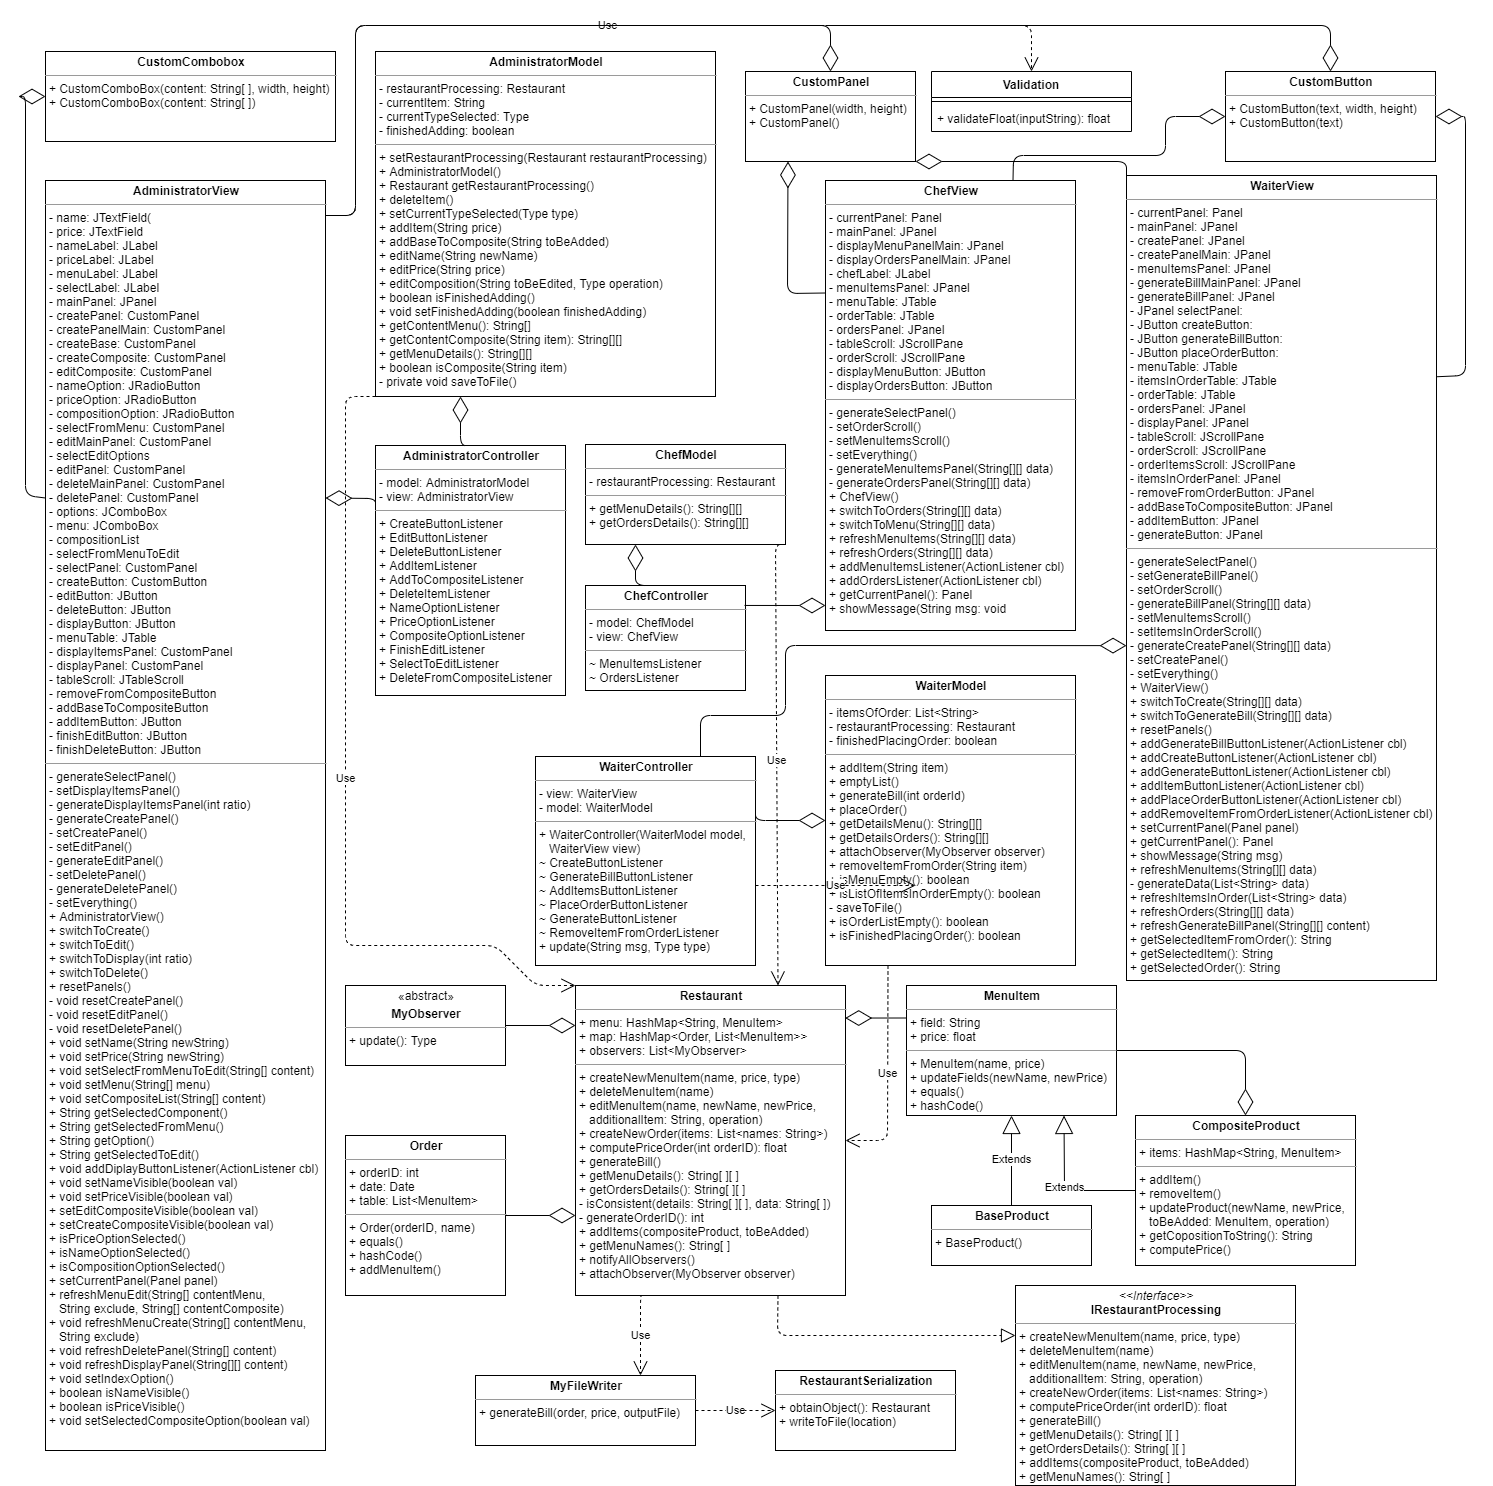 Use
CustomCombobox
+ CustomComboBox(content: String[ ], width, height)
+ CustomComboBox(content: String[ ])
AdministratorModel
- restaurantProcessing: Restaurant
- currentItem: String
- currentTypeSelected: Type
- finishedAdding: boolean
+ setRestaurantProcessing(Restaurant restaurantProcessing)
+ AdministratorModel()
+ Restaurant getRestaurantProcessing()
+ deleteItem()
+ setCurrentTypeSelected(Type type)
+ addItem(String price)
+ addBaseToComposite(String toBeAdded)
+ editName(String newName)
+ editPrice(String price)
+ editComposition(String toBeEdited, Type operation)
+ boolean isFinishedAdding()
+ void setFinishedAdding(boolean finishedAdding)
+ getContentMenu(): String[]
+ getContentComposite(String item): String[][]
+ getMenuDetails(): String[][]
+ boolean isComposite(String item)
- private void saveToFile()
CustomPanel
+ CustomPanel(width, height)
+ CustomPanel()
Validation
+ validateFloat(inputString): float
CustomButton
+ CustomButton(text, width, height)
+ CustomButton(text)
AdministratorView
- name: JTextField(
- price: JTextField
- nameLabel: JLabel
- priceLabel: JLabel
- menuLabel: JLabel
- selectLabel: JLabel
- mainPanel: JPanel
- createPanel: CustomPanel
- createPanelMain: CustomPanel
- createBase: CustomPanel
- createComposite: CustomPanel
- editComposite: CustomPanel
- nameOption: JRadioButton
- priceOption: JRadioButton
- compositionOption: JRadioButton
- selectFromMenu: CustomPanel
- editMainPanel: CustomPanel
- selectEditOptions
- editPanel: CustomPanel
- deleteMainPanel: CustomPanel
- deletePanel: CustomPanel
- options: JComboBox
- menu: JComboBox
- compositionList
- selectFromMenuToEdit
- selectPanel: CustomPanel
- createButton: CustomButton
- editButton: JButton
- deleteButton: JButton
- displayButton: JButton
- menuTable: JTable
- displayItemsPanel: CustomPanel
- displayPanel: CustomPanel
- tableScroll: JTableScroll
- removeFromCompositeButton
- addBaseToCompositeButton
- addItemButton: JButton
- finishEditButton: JButton
- finishDeleteButton: JButton
- generateSelectPanel()
- setDisplayItemsPanel()
- generateDisplayItemsPanel(int ratio)
- generateCreatePanel()
- setCreatePanel()
- setEditPanel()
- generateEditPanel()
- setDeletePanel()
- generateDeletePanel()
- setEverything()
+ AdministratorView()
+ switchToCreate()
+ switchToEdit()
+ switchToDisplay(int ratio)
+ switchToDelete()
+ resetPanels()
- void resetCreatePanel()
- void resetEditPanel()
- void resetDeletePanel()
+ void setName(String newString)
+ void setPrice(String newString)
+ void setSelectFromMenuToEdit(String[] content)
+ void setMenu(String[] menu)
+ void setCompositeList(String[] content)
+ String getSelectedComponent()
+ String getSelectedFromMenu()
+ String getOption()
+ String getSelectedToEdit()
+ void addDiplayButtonListener(ActionListener cbl)
+ void setNameVisible(boolean val)
+ void setPriceVisible(boolean val)
+ setEditCompositeVisible(boolean val)
+ setCreateCompositeVisible(boolean val)
+ isPriceOptionSelected()
+ isNameOptionSelected()
+ isCompositionOptionSelected()
+ setCurrentPanel(Panel panel)
+ refreshMenuEdit(String[] contentMenu,
String exclude, String[] contentComposite)
+ void refreshMenuCreate(String[] contentMenu,
String exclude)
+ void refreshDeletePanel(String[] content)
+ void refreshDisplayPanel(String[][] content)
+ void setIndexOption()
+ boolean isNameVisible()
+ boolean isPriceVisible()
+ void setSelectedCompositeOption(boolean val)
ChefView
- currentPanel: Panel
- mainPanel: JPanel
- displayMenuPanelMain: JPanel
- displayOrdersPanelMain: JPanel
- chefLabel: JLabel
- menuItemsPanel: JPanel
- menuTable: JTable
- orderTable: JTable
- ordersPanel: JPanel
- tableScroll: JScrollPane
- orderScroll: JScrollPane
- displayMenuButton: JButton
- displayOrdersButton: JButton
- generateSelectPanel()
- setOrderScroll()
- setMenuItemsScroll()
- setEverything()
- generateMenuItemsPanel(String[][] data)
- generateOrdersPanel(String[][] data)
+ ChefView()
+ switchToOrders(String[][] data)
+ switchToMenu(String[][] data)
+ refreshMenuItems(String[][] data)
+ refreshOrders(String[][] data)
+ addMenuItemsListener(ActionListener cbl)
+ addOrdersListener(ActionListener cbl)
+ getCurrentPanel(): Panel
+ showMessage(String msg: void
WaiterView
- currentPanel: Panel
- mainPanel: JPanel
- createPanel: JPanel
- createPanelMain: JPanel
- menuItemsPanel: JPanel
- generateBillMainPanel: JPanel
- generateBillPanel: JPanel
- JPanel selectPanel:
- JButton createButton:
- JButton generateBillButton:
- JButton placeOrderButton:
- menuTable: JTable
- itemsInOrderTable: JTable
- orderTable: JTable
- ordersPanel: JPanel
- displayPanel: JPanel
- tableScroll: JScrollPane
- orderScroll: JScrollPane
- orderItemsScroll: JScrollPane
- itemsInOrderPanel: JPanel
- removeFromOrderButton: JPanel
- addBaseToCompositeButton: JPanel
- addItemButton: JPanel
- generateButton: JPanel
- generateSelectPanel()
- setGenerateBillPanel()
- setOrderScroll()
- generateBillPanel(String[][] data)
- setMenuItemsScroll()
- setItemsInOrderScroll()
- generateCreatePanel(String[][] data)
- setCreatePanel()
- setEverything()
+ WaiterView()
+ switchToCreate(String[][] data)
+ switchToGenerateBill(String[][] data)
+ resetPanels()
+ addGenerateBillButtonListener(ActionListener cbl)
+ addCreateButtonListener(ActionListener cbl)
+ addGenerateButtonListener(ActionListener cbl)
+ addItemButtonListener(ActionListener cbl)
+ addPlaceOrderButtonListener(ActionListener cbl)
+ addRemoveItemFromOrderListener(ActionListener cbl)
+ setCurrentPanel(Panel panel)
+ getCurrentPanel(): Panel
+ showMessage(String msg)
+ refreshMenuItems(String[][] data)
- generateData(List<String> data)
+ refreshItemsInOrder(List<String> data)
+ refreshOrders(String[][] data)
+ refreshGenerateBillPanel(String[][] content)
+ getSelectedItemFromOrder(): String
+ getSelectedItem(): String
+ getSelectedOrder(): String
AdministratorController
- model: AdministratorModel
- view: AdministratorView
+ CreateButtonListener
+ EditButtonListener
+ DeleteButtonListener
+ AddItemListener
+ AddToCompositeListener
+ DeleteItemListener
+ NameOptionListener
+ PriceOptionListener
+ CompositeOptionListener
+ FinishEditListener
+ SelectToEditListener
+ DeleteFromCompositeListener
ChefModel
- restaurantProcessing: Restaurant
+ getMenuDetails(): String[][]
+ getOrdersDetails(): String[][]
ChefController
- model: ChefModel
- view: ChefView
~ MenuItemsListener
~ OrdersListener
Use
Use
WaiterController
- view: WaiterView
- model: WaiterModel
+ WaiterController(WaiterModel model,
WaiterView view)
~ CreateButtonListener
~ GenerateBillButtonListener
~ AddItemsButtonListener
~ PlaceOrderButtonListener
~ GenerateButtonListener
~ RemoveItemFromOrderListener
+ update(String msg, Type type)
WaiterModel
- itemsOfOrder: List<String>
- restaurantProcessing: Restaurant
- finishedPlacingOrder: boolean
+ addItem(String item)
+ emptyList()
+ generateBill(int orderId)
+ placeOrder()
+ getDetailsMenu(): String[][]
+ getDetailsOrders(): String[][]
+ attachObserver(MyObserver observer)
+ removeItemFromOrder(String item)
+ isMenuEmpty(): boolean
Use
+ isListOfItemsInOrderEmpty(): boolean
- saveToFile()
+ isOrderListEmpty(): boolean
+ isFinishedPlacingOrder(): boolean
«abstract»
MyObserver
+ update(): Type
Restaurant
+ menu: HashMap<String, MenuItem>
+ map: HashMap<Order, List<MenuItem>>
+ observers: List<MyObserver>
+ createNewMenuItem(name, price, type)
+ deleteMenuItem(name)
+ editMenuItem(name, newName, newPrice,
additionalItem: String, operation)
+ createNewOrder(items: List<names: String>)
+ computePriceOrder(int orderID): float
+ generateBill()
+ getMenuDetails(): String[ ][ ]
+ getOrdersDetails(): String[ ][ ]
- isConsistent(details: String[ ][ ], data: String[ ])
- generateOrderID(): int
+ addItems(compositeProduct, toBeAdded)
+ getMenuNames(): String[ ]
+ notifyAllObservers()
+ attachObserver(MyObserver observer)
Use
MenuItem
+ field: String
+ price: float
+ MenuItem(name, price)
+ updateFields(newName, newPrice)
+ equals()
+ hashCode()
Order
+ orderID: int
+ date: Date
+ table: List<MenuItem>
+ Order(orderID, name)
+ equals()
+ hashCode()
+ addMenuItem()
Extends
Extends
BaseProduct
+ BaseProduct()
CompositeProduct
+ items: HashMap<String, MenuItem>
+ addItem()
+ removeItem()
+ updateProduct(newName, newPrice,
toBeAdded: MenuItem, operation)
+ getCopositionToString(): String
+ computePrice()
Use
<<Interface>>
IRestaurantProcessing
+ createNewMenuItem(name, price, type)
+ deleteMenuItem(name)
+ editMenuItem(name, newName, newPrice,
additionalItem: String, operation)
+ createNewOrder(items: List<names: String>)
+ computePriceOrder(int orderID): float
+ generateBill()
+ getMenuDetails(): String[ ][ ]
+ getOrdersDetails(): String[ ][ ]
+ addItems(compositeProduct, toBeAdded)
+ getMenuNames(): String[ ]
MyFileWriter
+ generateBill(order, price, outputFile)
Use
RestaurantSerialization
+ obtainObject(): Restaurant
+ writeToFile(location)